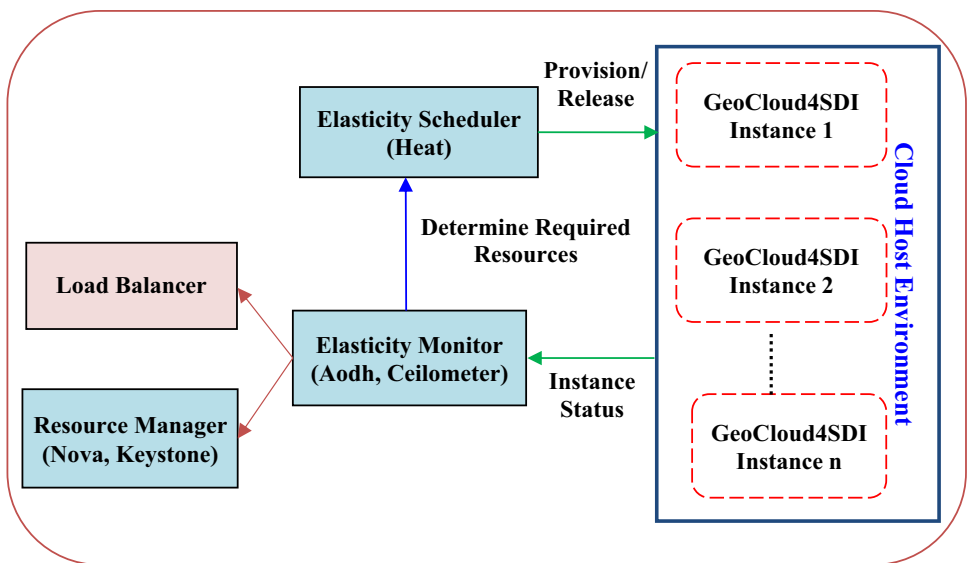 Provision/
Release
Elasticity Scheduler
(Heat)
GeoCloud4SDI
Instance 1
Determine Required
Resources
GeoCloud4SDI
Instance 2
Load Balancer
Elasticity Monitor
(Aodh, Ceilometer)
Instance
Status
Resource Manager
(Nova, Keystone)
GeoCloud4SDI
Instance n
Cloud Host Environment